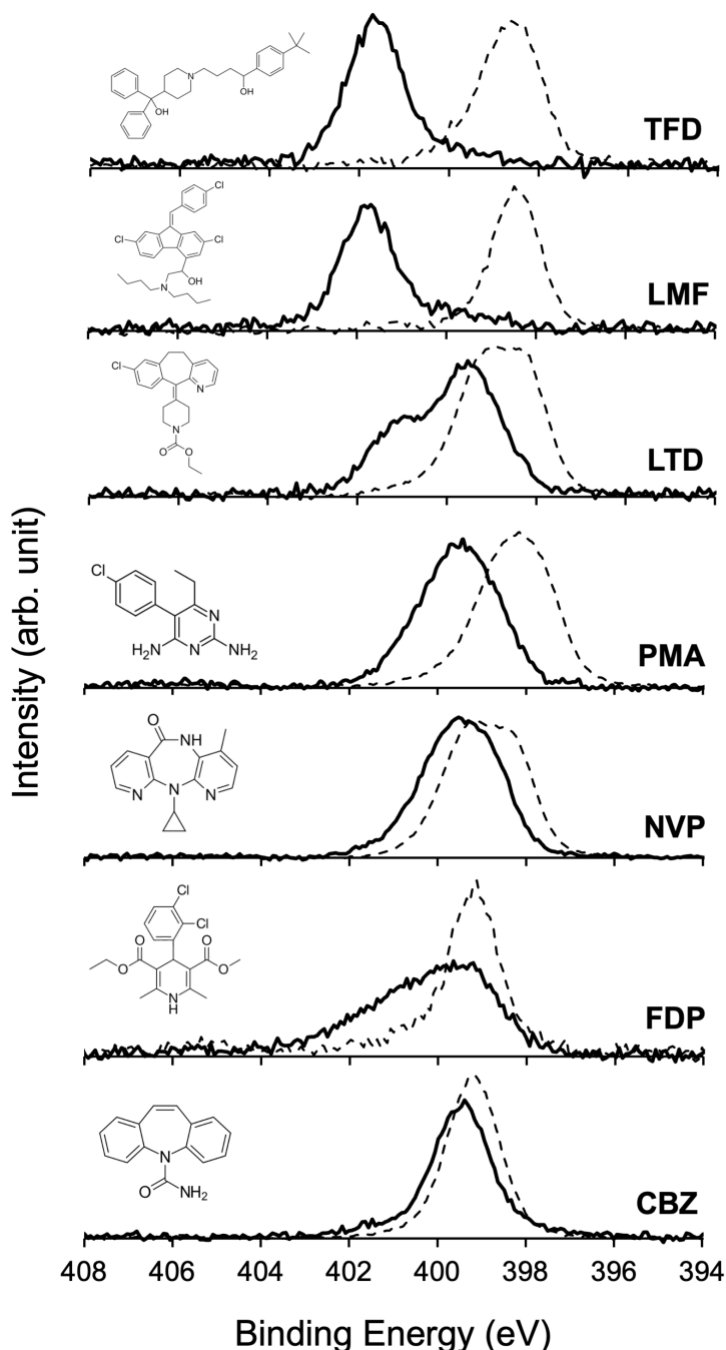 Cl
OH
N
OH
TFD
Cl
Cl
Cl
OH
N
LMF
Cl
N
N
O
O
LTD
Cl
N
H₂N
N
NH₂
PMA
O
NH
N
N
N
NVP
Cl
Cl
O
O
O
O
N
H
FDP
N
O
NH₂
CBZ
408
406
404
402
400
398
396
394
Binding Energy (eV)
Intensity (arb. unit)